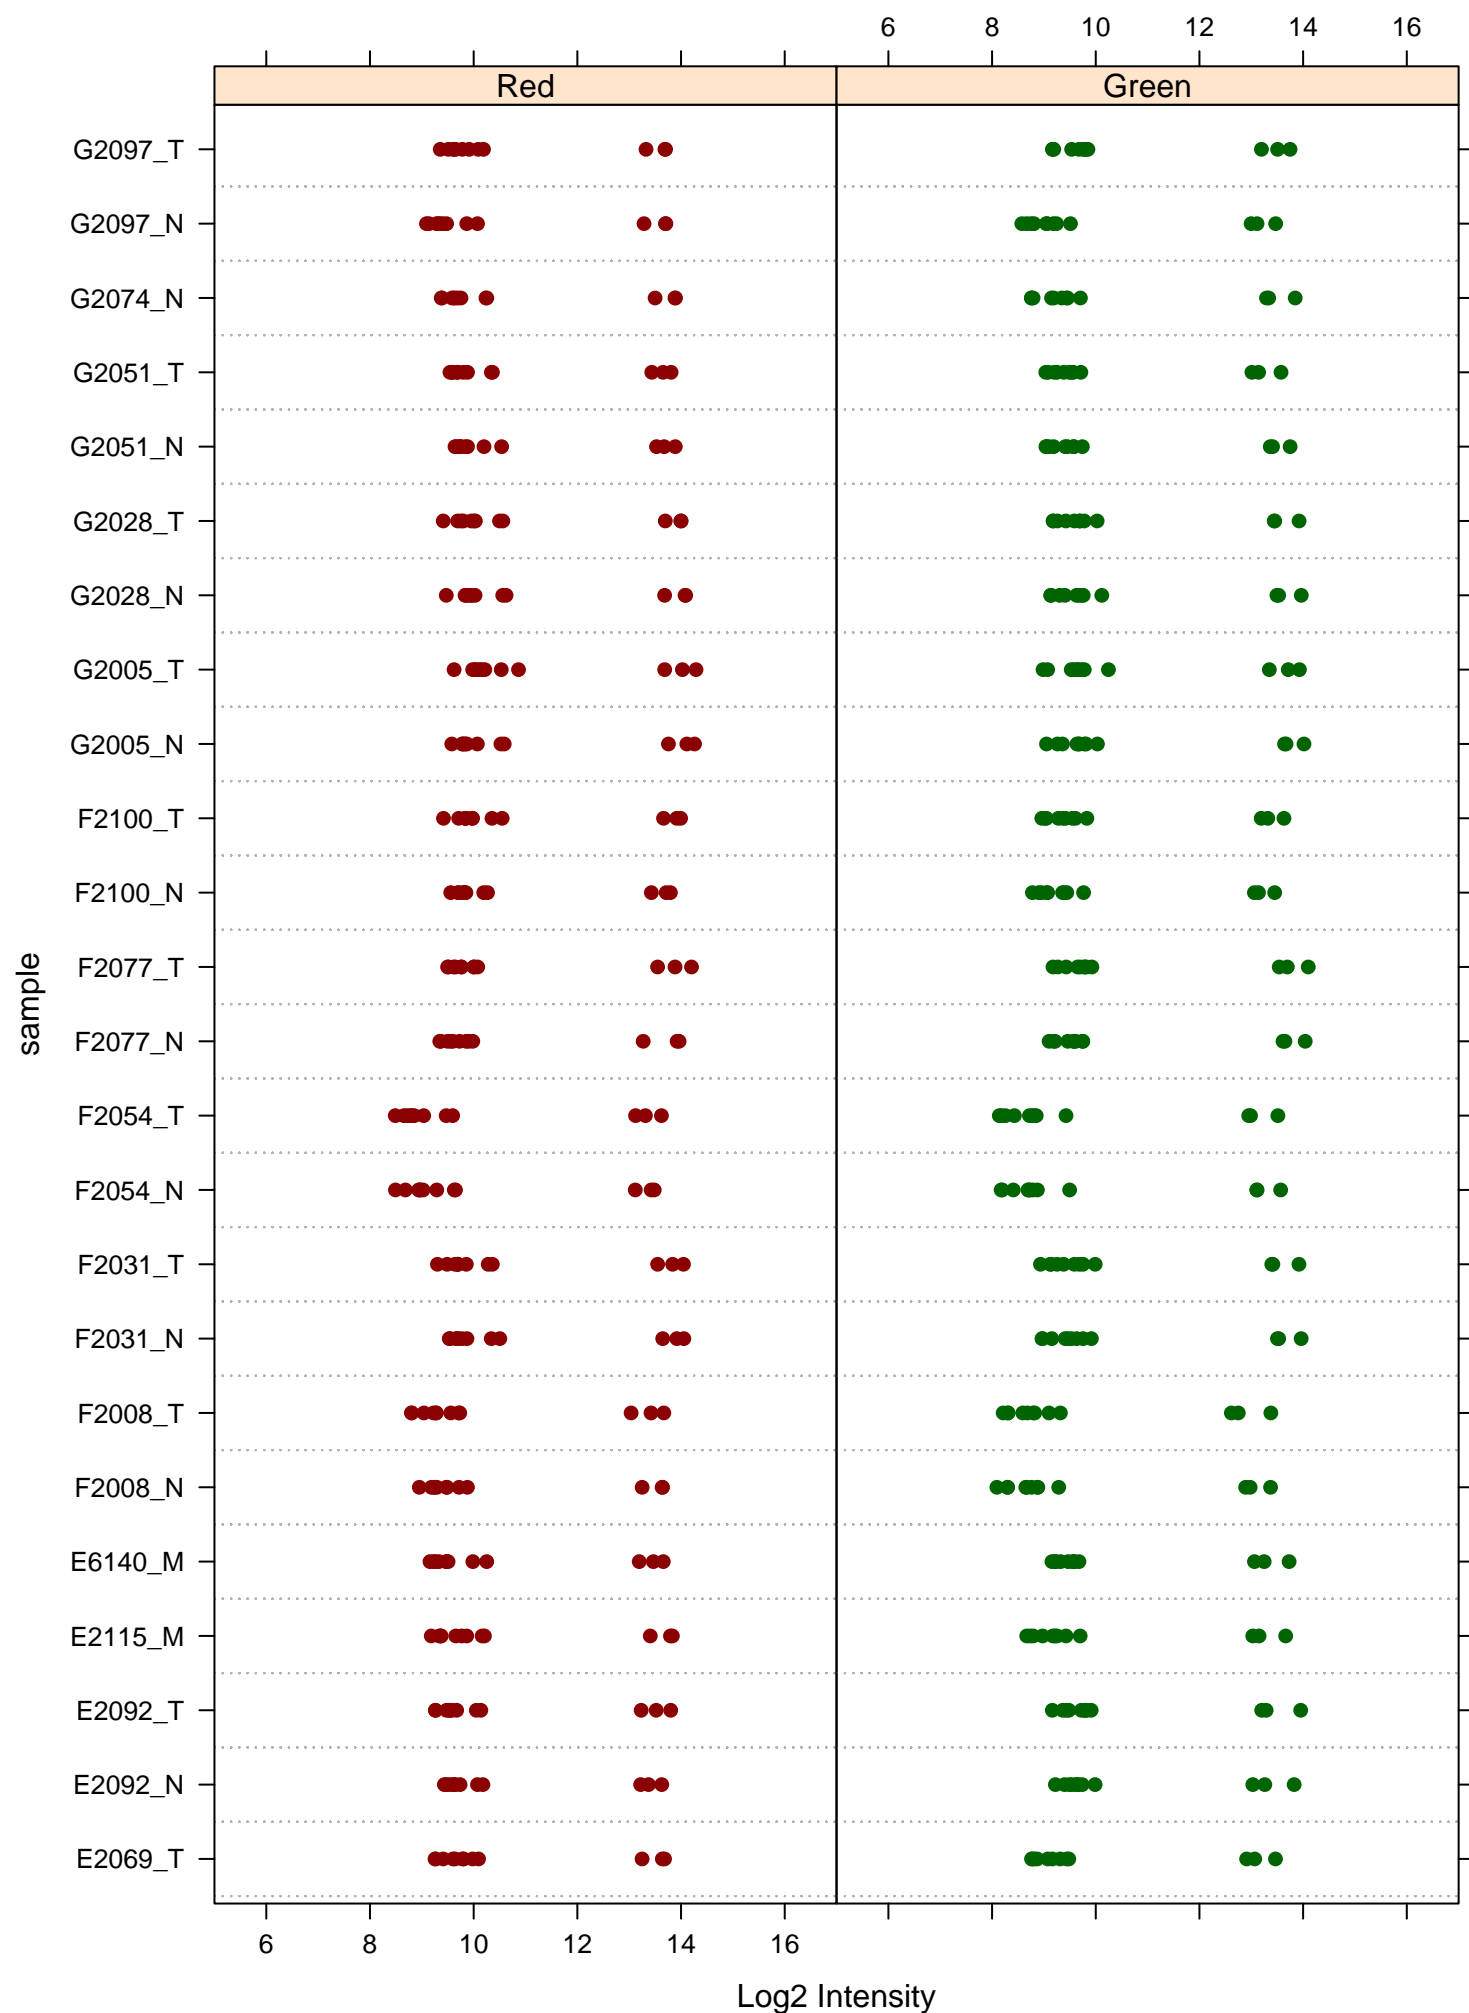 6 8 10 12 14 16
Red Green
G2097_T
G2097_N
G2074_N
G2051_T
G2051_N
G2028_T
G2028_N
G2005_T
G2005_N
F2100_T
F2100_N
F2077_T
sample
F2077_N
F2054_T
F2054_N
F2031_T
F2031_N
F2008_T
F2008_N
E6140_M
E2115_M
E2092_T
E2092_N
E2069_T
6 8 10 12 14 16
Log2 Intensity